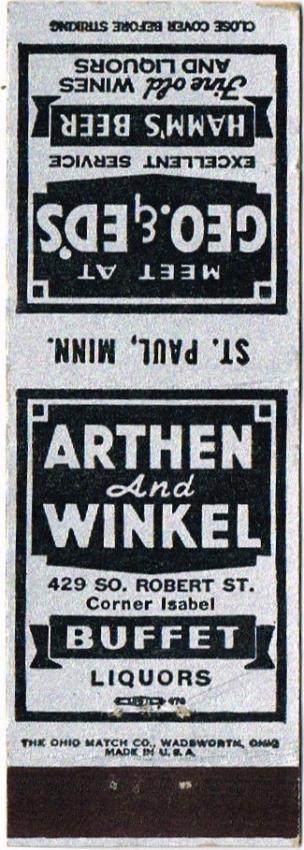 CLOSE COVER BEFORE STRIKING
MEET AT
GEO. & ED'S
EXCELLENT SERVICE
HAMM'S BEER
Fine old WINES
AND LIQUORS
ST. PAUL, MINN.
ARTHEN
And
WINKEL
429 SO. ROBERT ST.
Corner Isabel
BUFFET
LIQUORS
THE OHIO MATCH CO., WADSWORTH, OHIO
MADE IN U.S.A.